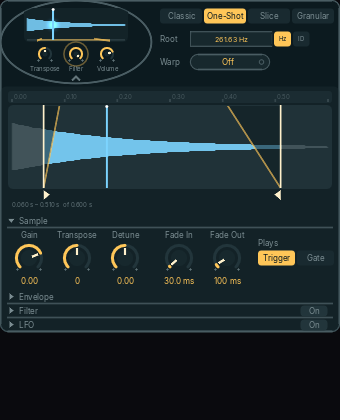 Classic One-Shot Slice Granular
Root 261.63 Hz Hz ID
Transpose Filter Volume
Warp Off
0.00 0.10 0.20 0.30 0.40 0.50
0.060 s - 0.510 s of 0.600 s
Sample
Gain Transpose Detune Fade In Fade Out
Plays
Trigger Gate
0.00 0 0.00 30.0 ms 100 ms
Envelope
Filter On
LFO On